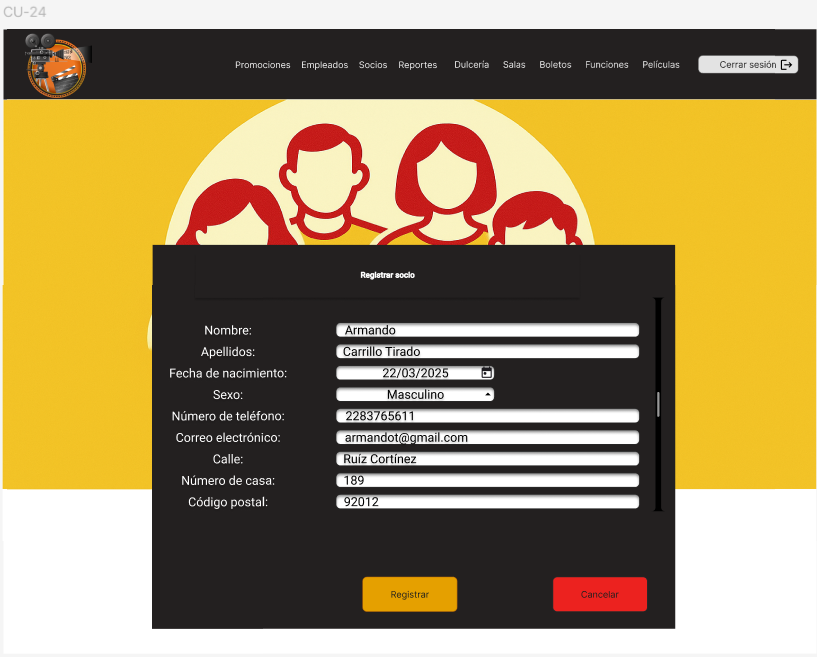 CU-24
Promociones Empleados Socios Reportes Dulcería Salas Boletos Funciones Películas Cerrar sesión
Registrar socio
Nombre: Armando
Apellidos: Carrillo Tirado
Fecha de nacimiento: 22/03/2025
Sexo: Masculino
Número de teléfono: 2283765611
Correo electrónico: armandot@gmail.com
Calle: Ruíz Cortínez
Número de casa: 189
Código postal: 92012
Registrar Cancelar